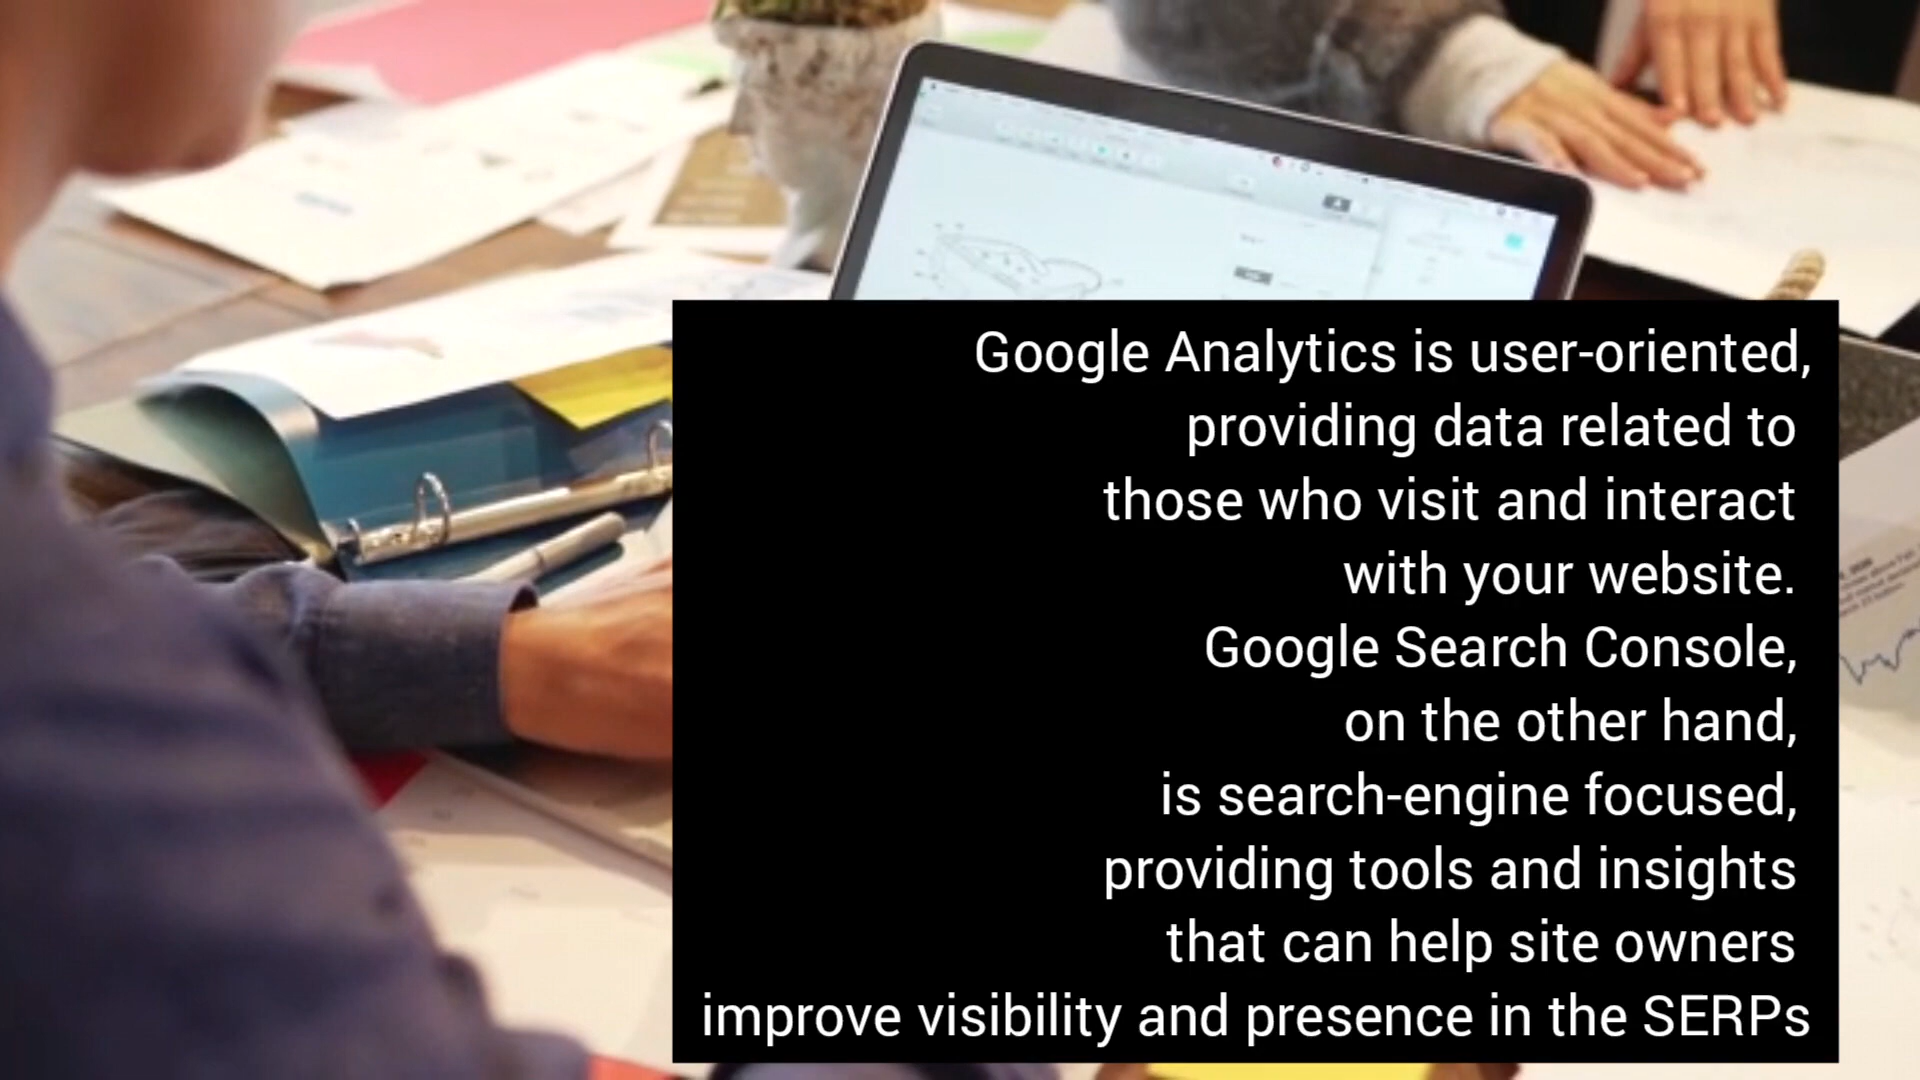 Google Analytics is user-oriented,
providing data related to
those who visit and interact
with your website.
Google Search Console,
on the other hand,
is search-engine focused,
providing tools and insights
that can help site owners
improve visibility and presence in the SERPs